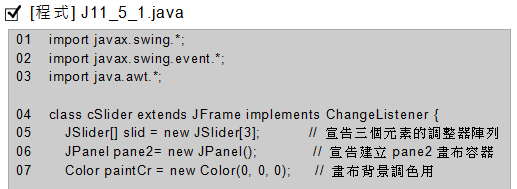 [程式] J11_5_1.java
01 import javax.swing.*;
02 import javax.swing.event.*;
03 import java.awt.*;
04 class cSlider extends JFrame implements ChangeListener {
05 JSlider[] slid = new JSlider[3]; // 宣告三個元素的調整器陣列
06 JPanel pane2= new JPanel(); // 宣告建立 pane2 畫布容器
07 Color paintCr = new Color(0, 0, 0); // 畫布背景調色用